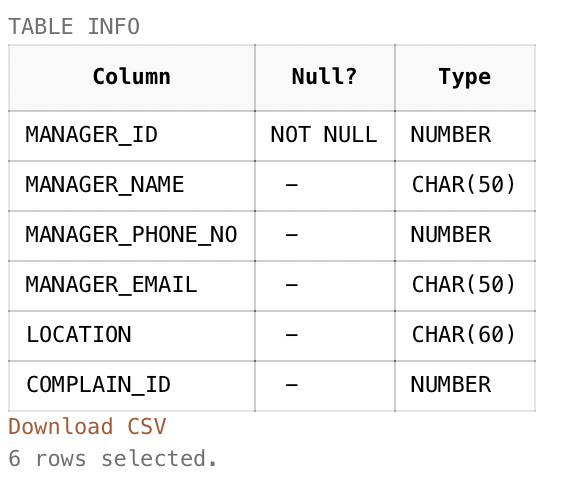 TABLE INFO
Column Null? Type
MANAGER_ID NOT NULL NUMBER
MANAGER_NAME – CHAR(50)
MANAGER_PHONE_NO – NUMBER
MANAGER_EMAIL – CHAR(50)
LOCATION – CHAR(60)
COMPLAIN_ID – NUMBER
Download CSV
6 rows selected.